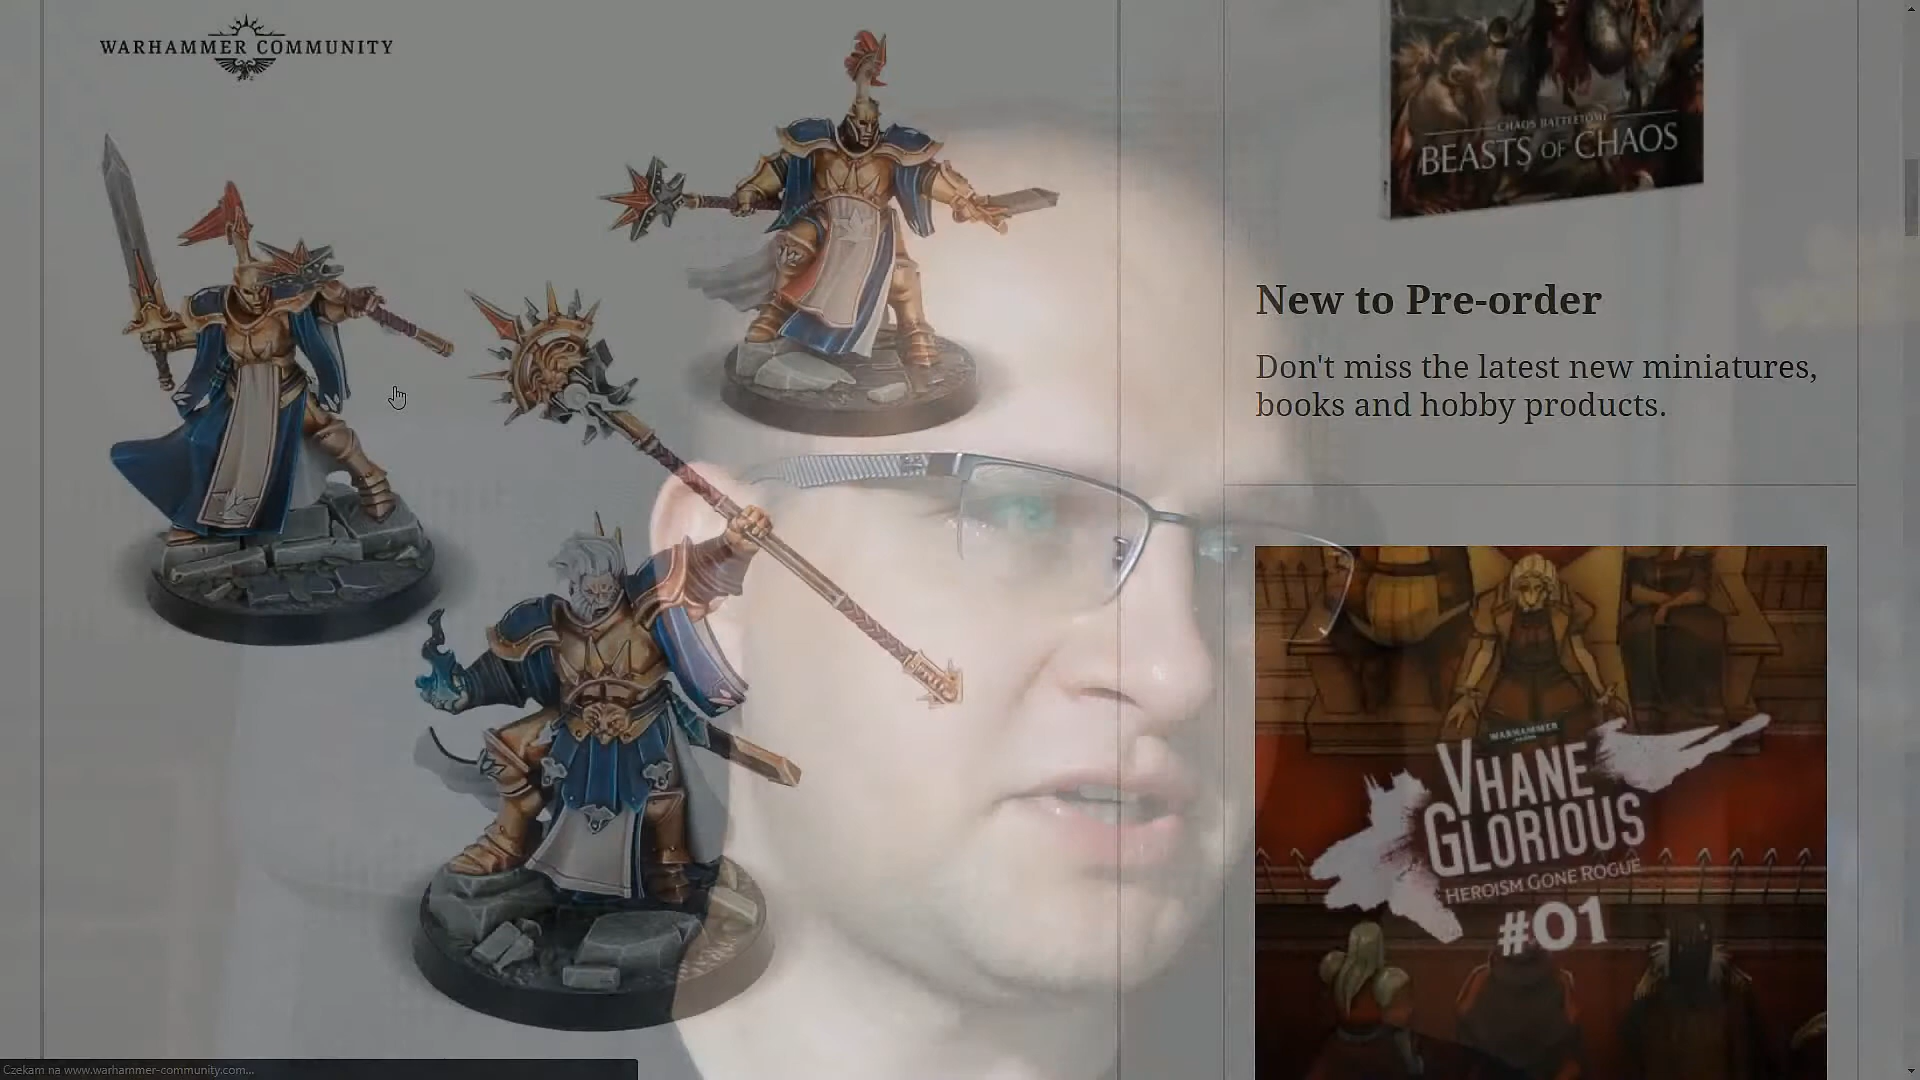 WARHAMMER COMMUNITY
CHAOS BATTLETOME
BEASTS OF CHAOS
New to Pre-order
Don't miss the latest new miniatures,
books and hobby products.
WARHAMMER
VHANE
GLORIOUS
HEROISM GONE ROGUE
#01
Czekam na www.warhammer-community.com...